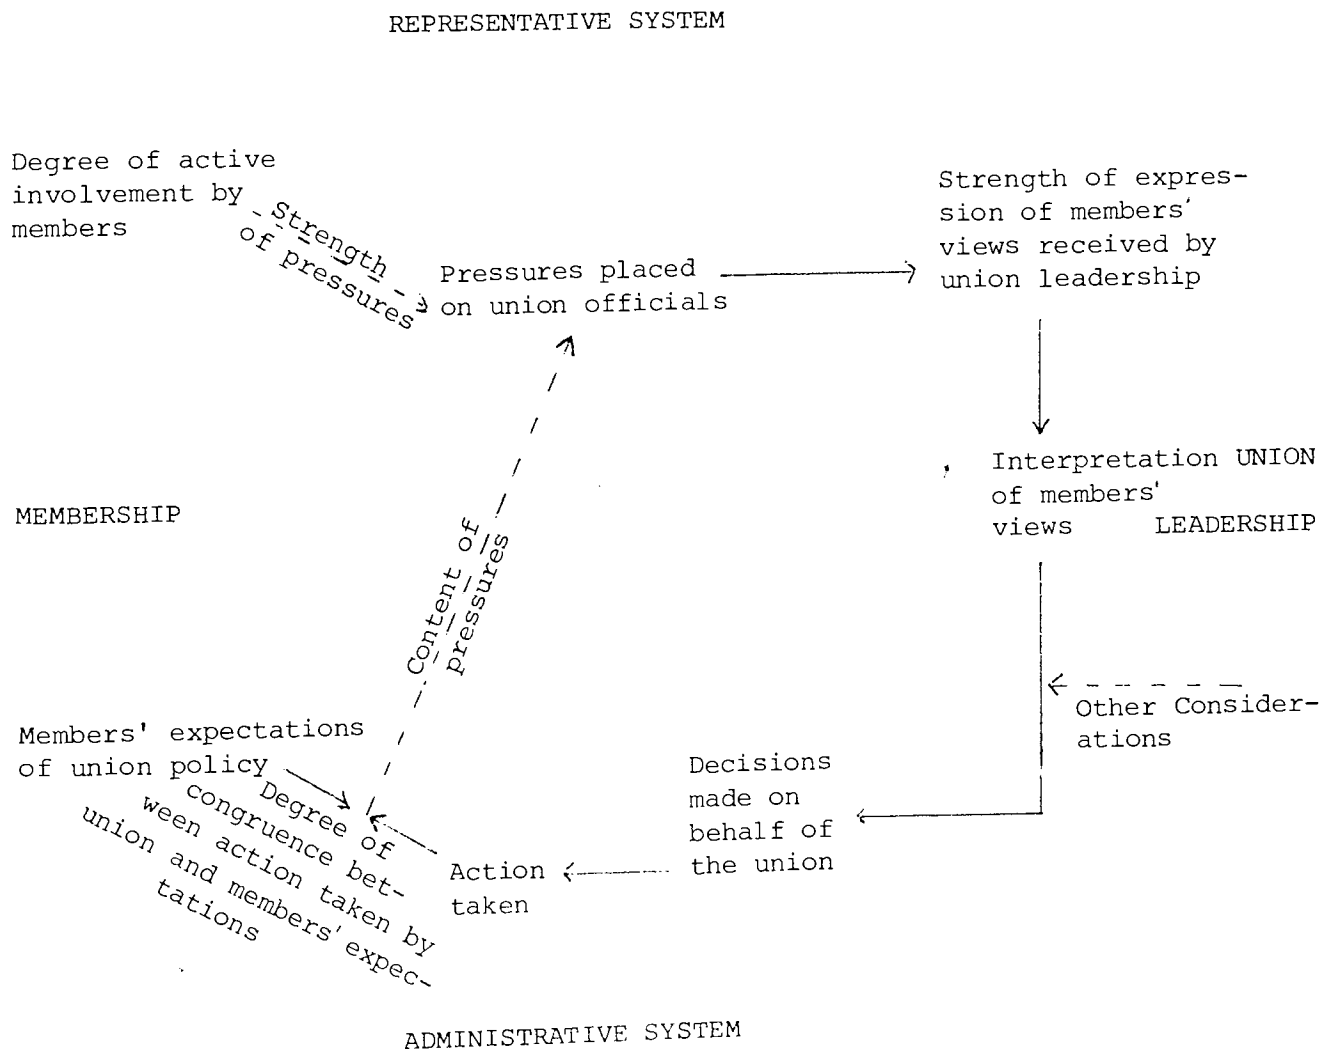 REPRESENTATIVE SYSTEM
Degree of active
involvement by
members
Strength
of pressures
Pressures placed
on union officials
Strength of expres-
sion of members'
views received by
union leadership
Interpretation UNION
of members'
views LEADERSHIP
MEMBERSHIP
Content of
pressures
Other Consider-
ations
Members' expectations
of union policy
Degree of
congruence bet-
ween action taken by
union and members' expec-
tations
Action
taken
Decisions
made on
behalf of
the union
ADMINISTRATIVE SYSTEM